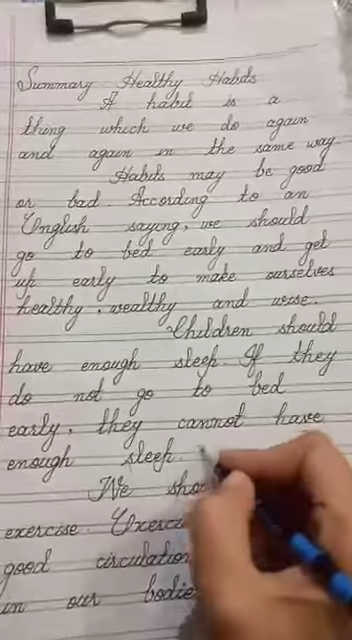 Summary Healthy Habits
A habit is a
thing which we do again
and again in the same way.
Habits may be good
or bad. According to an
English saying, we should
go to bed early and get
up early to make ourselves
healthy, wealthy and wise.
Children should
have enough sleep. If they
do not go to bed
early, they cannot have
enough sleep.
We
exercise.
good circulation
in our